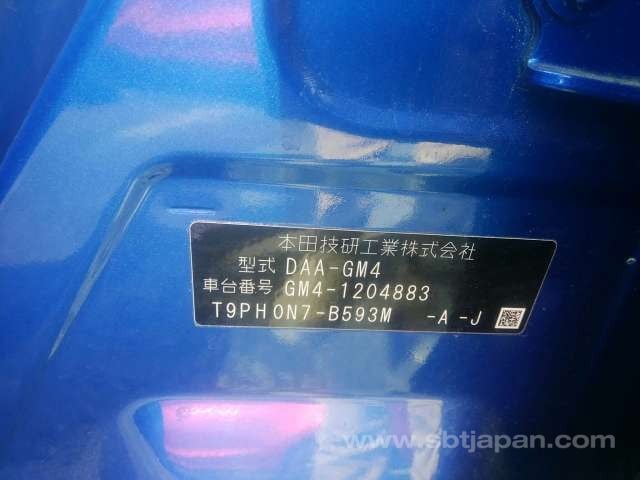 本田技研工業株式会社
型式 DAA-GM4
車台番号 GM4-1204883
T9PH0N7-B593M -A -J
www.sbtjapan.com